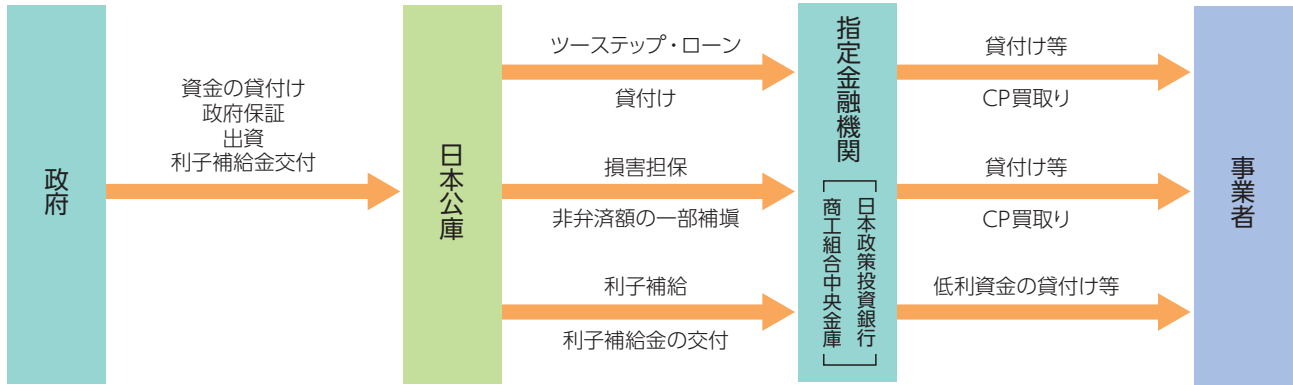 政府
資金の貸付け
政府保証
出資
利子補給金交付
日本公庫
ツーステップ・ローン
貸付け
損害担保
非弁済額の一部補塡
利子補給
利子補給金の交付
指定金融機関
日本政策投資銀行
商工組合中央金庫
貸付け等
CP買取り
貸付け等
CP買取り
低利資金の貸付け等
事業者